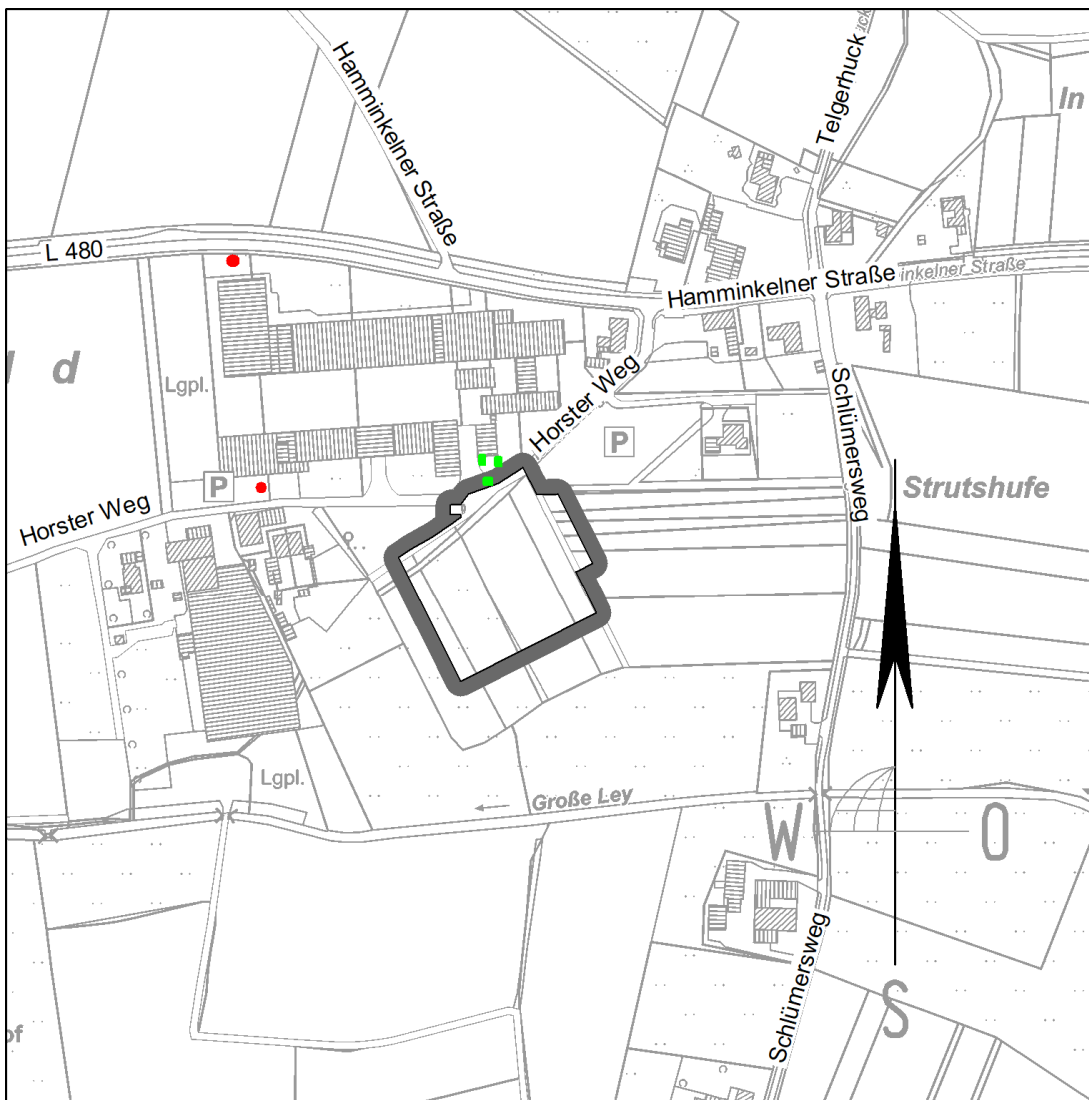 Hamminkelner Straße
Telgerhuck
In
L 480
Hamminkelner Straße
inkelner Straße
d
Lgpl.
Horster Weg
P
Schlümersweg
Strutshufe
P
Horster Weg
Lgpl.
Große Ley
W
O
Schlümersweg
S